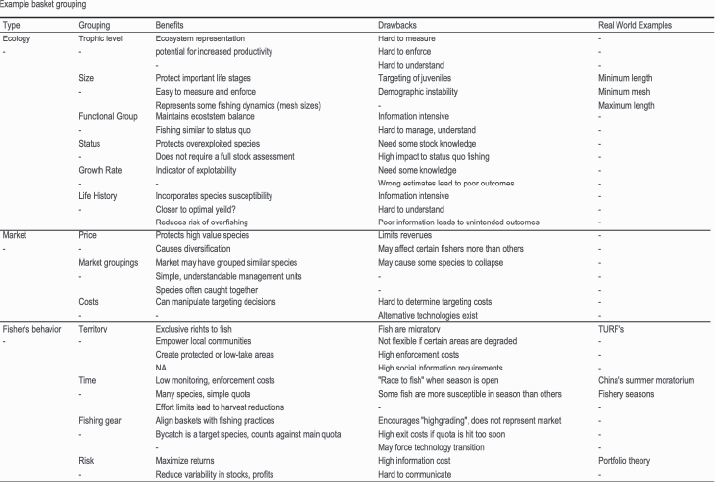 Example basket grouping
Type Grouping Benefits Drawbacks Real World Examples
Ecology Trophic level Ecosystem representation Hard to measure -
- - potential for increased productivity Hard to enforce -
- Hard to understand -
Size Protect important life stages Targeting of juveniles Minimum length
- Easy to measure and enforce Demographic instability Minimum mesh
Represents some fishing dynamics (mesh sizes) - Maximum length
Functional Group Maintains ecoststem balance Information intensive -
- Fishing similar to status quo Hard to manage, understand -
Status Protects overexploited species Need some stock knowledge -
- Does not require a full stock assessment High impact to status quo fishing -
Growth Rate Indicator of explotability Need some knowledge -
- - Wrong estimates lead to poor outcomes -
Life History Incorporates species susceptibility Information intensive -
- Closer to optimal yeild? Hard to understand -
Reduces risk of overfishing Poor information leads to unintended outcomes -
Market Price Protects high value species Limits revenues -
- - Causes diversification May affect certain fishers more than others -
Market groupings Market may have grouped similar species May cause some species to collapse -
- Simple, understandable management units - -
Species often caught together - -
Costs Can manipulate targeting decisions Hard to determine targeting costs -
- - Alternative technologies exist -
Fisher's behavior Territory Exclusive rights to fish Fish are migratory TURF's
- - Empower local communities Not flexible if certain areas are degraded -
Create protected or low-take areas High enforcement costs -
NA High social information requirements -
Time Low monitoring, enforcement costs "Race to fish" when season is open China's summer moratorium
- Many species, simple quota Some fish are more susceptible in season than others Fishery seasons
Effort limits lead to harvest reductions - -
Fishing gear Align baskets with fishing practices Encourages "highgrading", does not represent market -
- Bycatch is a target species, counts against main quota High exit costs if quota is hit too soon -
- May force technology transition -
Risk Maximize returns High information cost Portfolio theory
- Reduce variability in stocks, profits Hard to communicate -